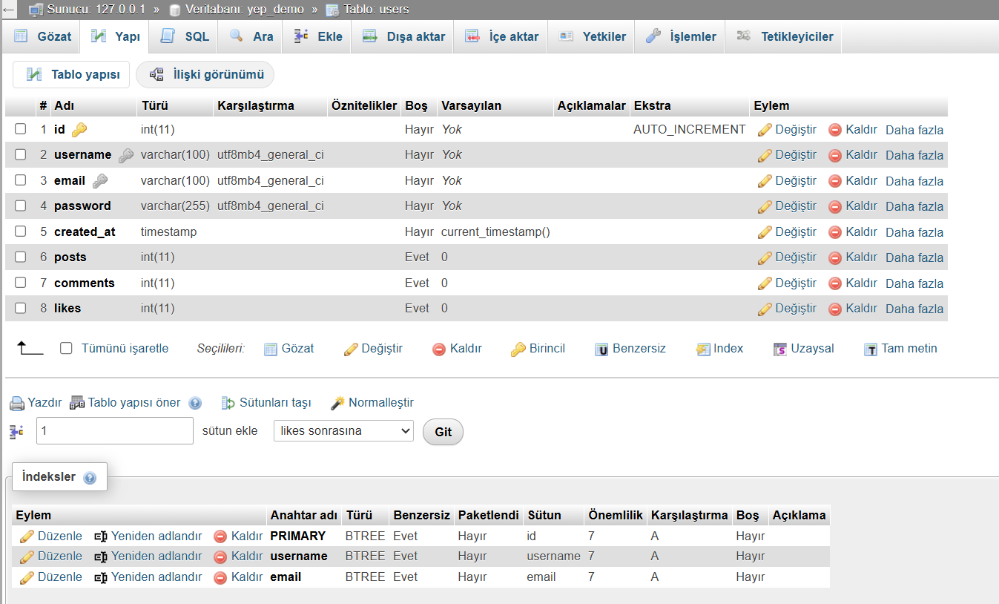 ← Sunucu: 127.0.0.1 » Veritabanı: yep_demo » Tablo: users
Gözat Yapı SQL Ara Ekle Dışa aktar İçe aktar Yetkiler İşlemler Tetikleyiciler
Tablo yapısı İlişki görünümü
# Adı Türü Karşılaştırma Öznitelikler Boş Varsayılan Açıklamalar Ekstra Eylem
1 id int(11) Hayır Yok AUTO_INCREMENT Değiştir Kaldır Daha fazla
2 username varchar(100) utf8mb4_general_ci Hayır Yok Değiştir Kaldır Daha fazla
3 email varchar(100) utf8mb4_general_ci Hayır Yok Değiştir Kaldır Daha fazla
4 password varchar(255) utf8mb4_general_ci Hayır Yok Değiştir Kaldır Daha fazla
5 created_at timestamp Hayır current_timestamp() Değiştir Kaldır Daha fazla
6 posts int(11) Evet 0 Değiştir Kaldır Daha fazla
7 comments int(11) Evet 0 Değiştir Kaldır Daha fazla
8 likes int(11) Evet 0 Değiştir Kaldır Daha fazla
Tümünü işaretle Seçilileri: Gözat Değiştir Kaldır Birincil U Benzersiz Index S Uzaysal T Tam metin
Yazdır Tablo yapısı öner Sütunları taşı Normalleştir
1 sütun ekle likes sonrasına Git
İndeksler
Eylem Anahtar adı Türü Benzersiz Paketlendi Sütun Önemlilik Karşılaştırma Boş Açıklama
Düzenle Yeniden adlandır Kaldır PRIMARY BTREE Evet Hayır id 7 A Hayır
Düzenle Yeniden adlandır Kaldır username BTREE Evet Hayır username 7 A Hayır
Düzenle Yeniden adlandır Kaldır email BTREE Evet Hayır email 7 A Hayır